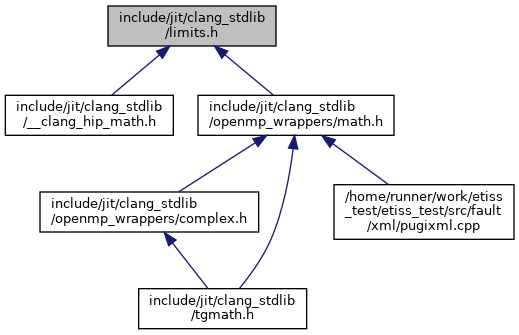 include/jit/clang_stdlib
/limits.h
include/jit/clang_stdlib
/__clang_hip_math.h
include/jit/clang_stdlib
/openmp_wrappers/math.h
include/jit/clang_stdlib
/openmp_wrappers/complex.h
/home/runner/work/etiss
_test/etiss_test/src/fault
/xml/pugixml.cpp
include/jit/clang_stdlib
/tgmath.h